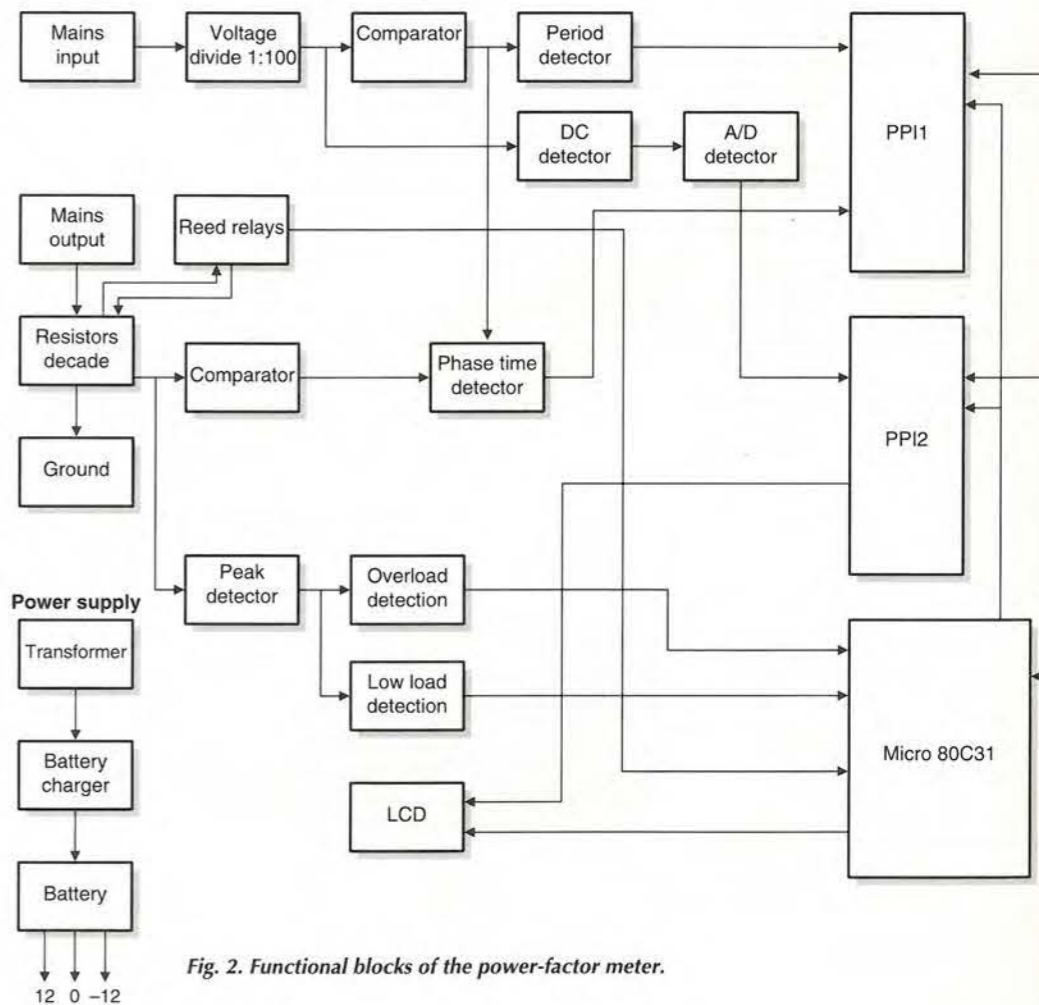 Mains
input
Voltage
divide 1:100
Comparator
Period
detector
PPI1
DC
detector
A/D
detector
Mains
output
Reed relays
Resistors
decade
Comparator
Phase time
detector
PPI2
Ground
Peak
detector
Overload
detection
Power supply
Transformer
Low load
detection
Micro 80C31
Battery
charger
LCD
Battery
12 0 –12
Fig. 2. Functional blocks of the power-factor meter.